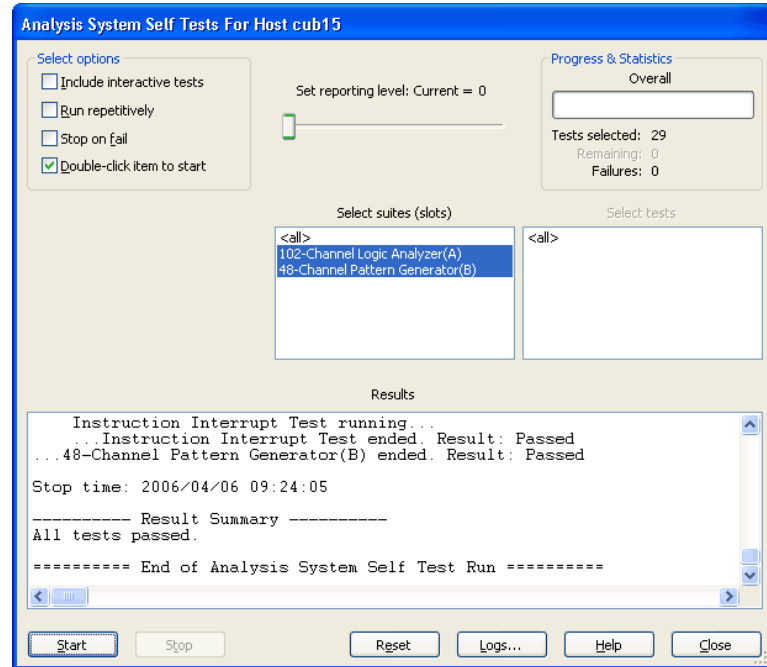 Analysis System Self Tests For Host cub15
Select options
Include interactive tests
Run repetitively
Stop on fail
Double-click item to start
Set reporting level: Current = 0
Progress & Statistics
Overall
Tests selected: 29
Remaining: 0
Failures: 0
Select suites (slots)
<all>
102-Channel Logic Analyzer(A)
48-Channel Pattern Generator(B)
Select tests
<all>
Results
Instruction Interrupt Test running...
...Instruction Interrupt Test ended. Result: Passed
...48-Channel Pattern Generator(B) ended. Result: Passed
Stop time: 2006/04/06 09:24:05
---------- Result Summary ----------
All tests passed.
========== End of Analysis System Self Test Run ==========
Start
Stop
Reset
Logs...
Help
Close